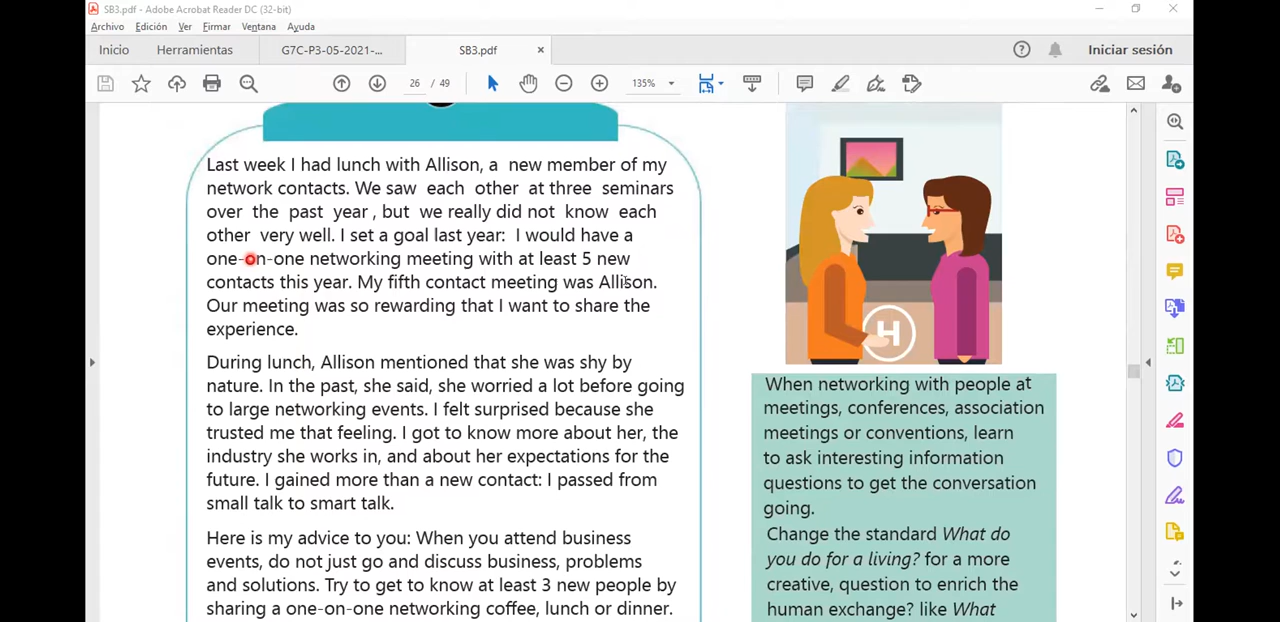 SB3.pdf - Adobe Acrobat Reader DC (32-bit)
Archivo Edición Ver Firmar Ventana Ayuda
Inicio Herramientas G7C-P3-05-2021-... SB3.pdf × Iniciar sesión
26 / 49 135%
Last week I had lunch with Allison, a new member of my
network contacts. We saw each other at three seminars
over the past year , but we really did not know each
other very well. I set a goal last year: I would have a
one-on-one networking meeting with at least 5 new
contacts this year. My fifth contact meeting was Allison.
Our meeting was so rewarding that I want to share the
experience.
During lunch, Allison mentioned that she was shy by
nature. In the past, she said, she worried a lot before going
to large networking events. I felt surprised because she
trusted me that feeling. I got to know more about her, the
industry she works in, and about her expectations for the
future. I gained more than a new contact: I passed from
small talk to smart talk.
Here is my advice to you: When you attend business
events, do not just go and discuss business, problems
and solutions. Try to get to know at least 3 new people by
sharing a one-on-one networking coffee, lunch or dinner.
H
When networking with people at
meetings, conferences, association
meetings or conventions, learn
to ask interesting information
questions to get the conversation
going.
Change the standard What do
you do for a living? for a more
creative, question to enrich the
human exchange? like What